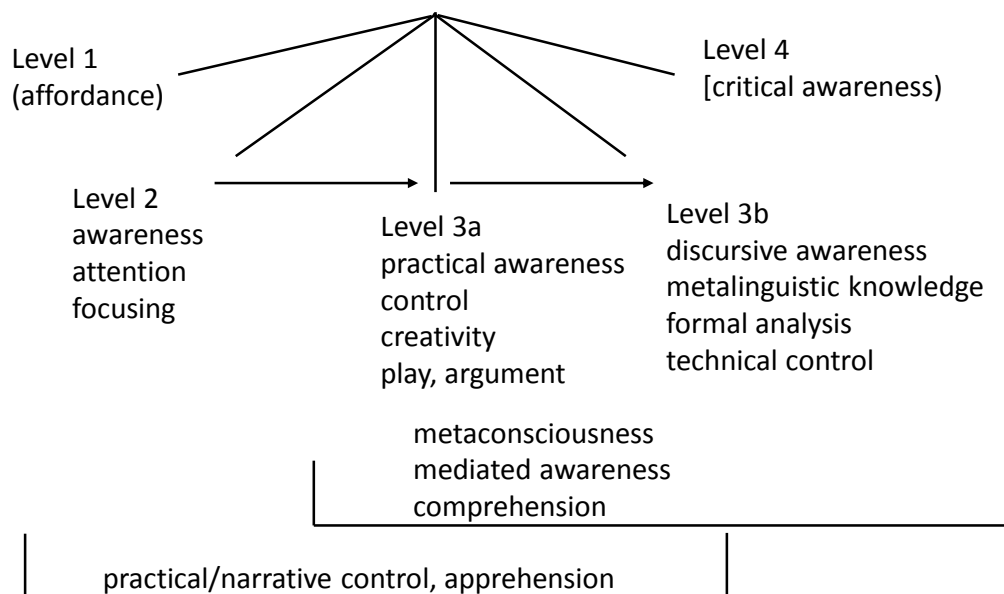 Level 1
(affordance)
Level 4
[critical awareness)
Level 2
awareness
attention
focusing
Level 3a
practical awareness
control
creativity
play, argument
Level 3b
discursive awareness
metalinguistic knowledge
formal analysis
technical control
metaconsciousness
mediated awareness
comprehension
practical/narrative control, apprehension